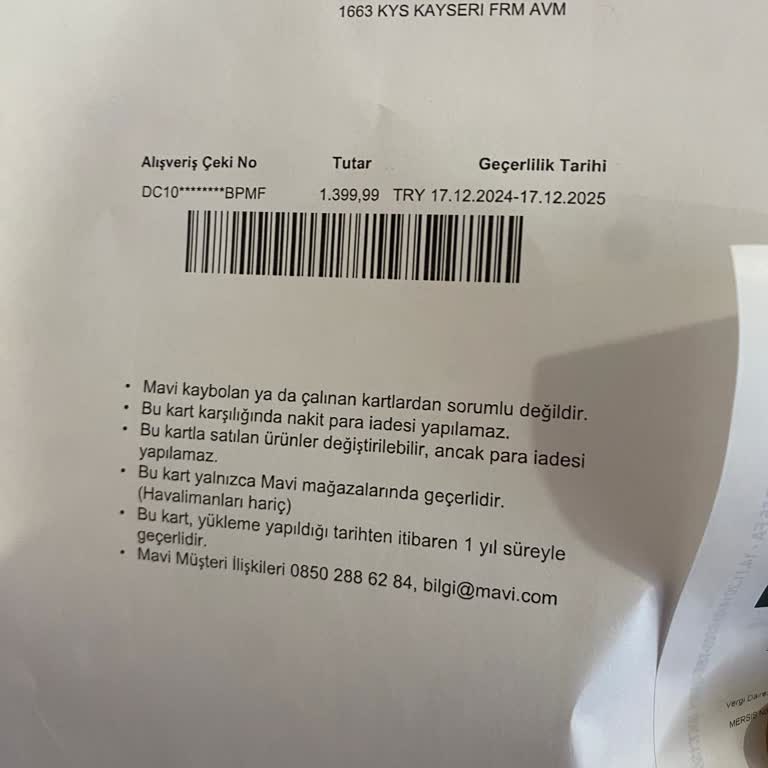 1663 KYS KAYSERI FRM AVM
Alışveriş Çeki No Tutar Geçerlilik Tarihi
DC10********BPMF 1.399,99 TRY 17.12.2024-17.12.2025
• Mavi kaybolan ya da çalınan kartlardan sorumlu değildir.
• Bu kart karşılığında nakit para iadesi yapılamaz.
• Bu kartla satılan ürünler değiştirilebilir, ancak para iadesi
yapılamaz.
• Bu kart yalnızca Mavi mağazalarında geçerlidir.
(Havalimanları hariç)
• Bu kart, yükleme yapıldığı tarihten itibaren 1 yıl süreyle
geçerlidir.
• Mavi Müşteri İlişkileri 0850 288 62 84, bilgi@mavi.com
Vergi Daire
MERSİS